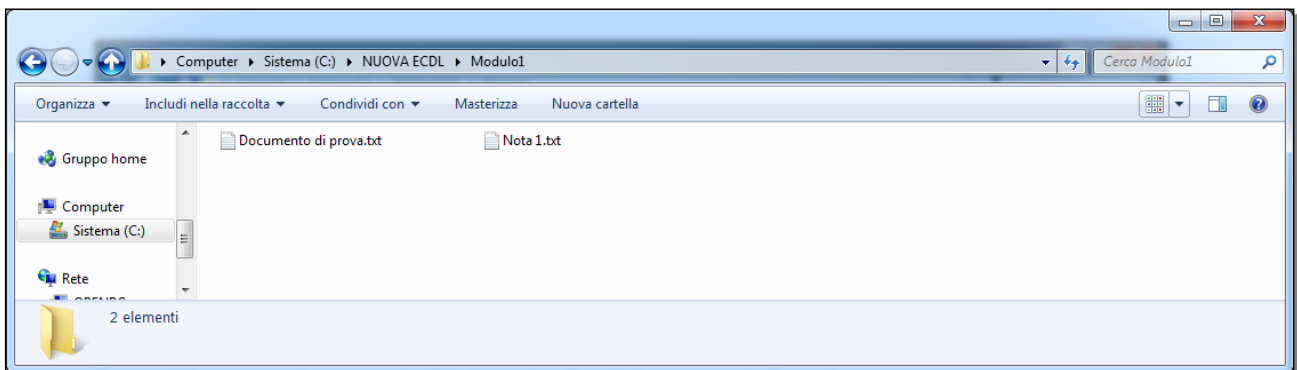 Computer ▸ Sistema (C:) ▸ NUOVA ECDL ▸ Modulo1
Cerca Modulo1
Organizza Includi nella raccolta Condividi con Masterizza Nuova cartella
Documento di prova.txt Nota 1.txt
Gruppo home
Computer
Sistema (C:)
Rete
2 elementi